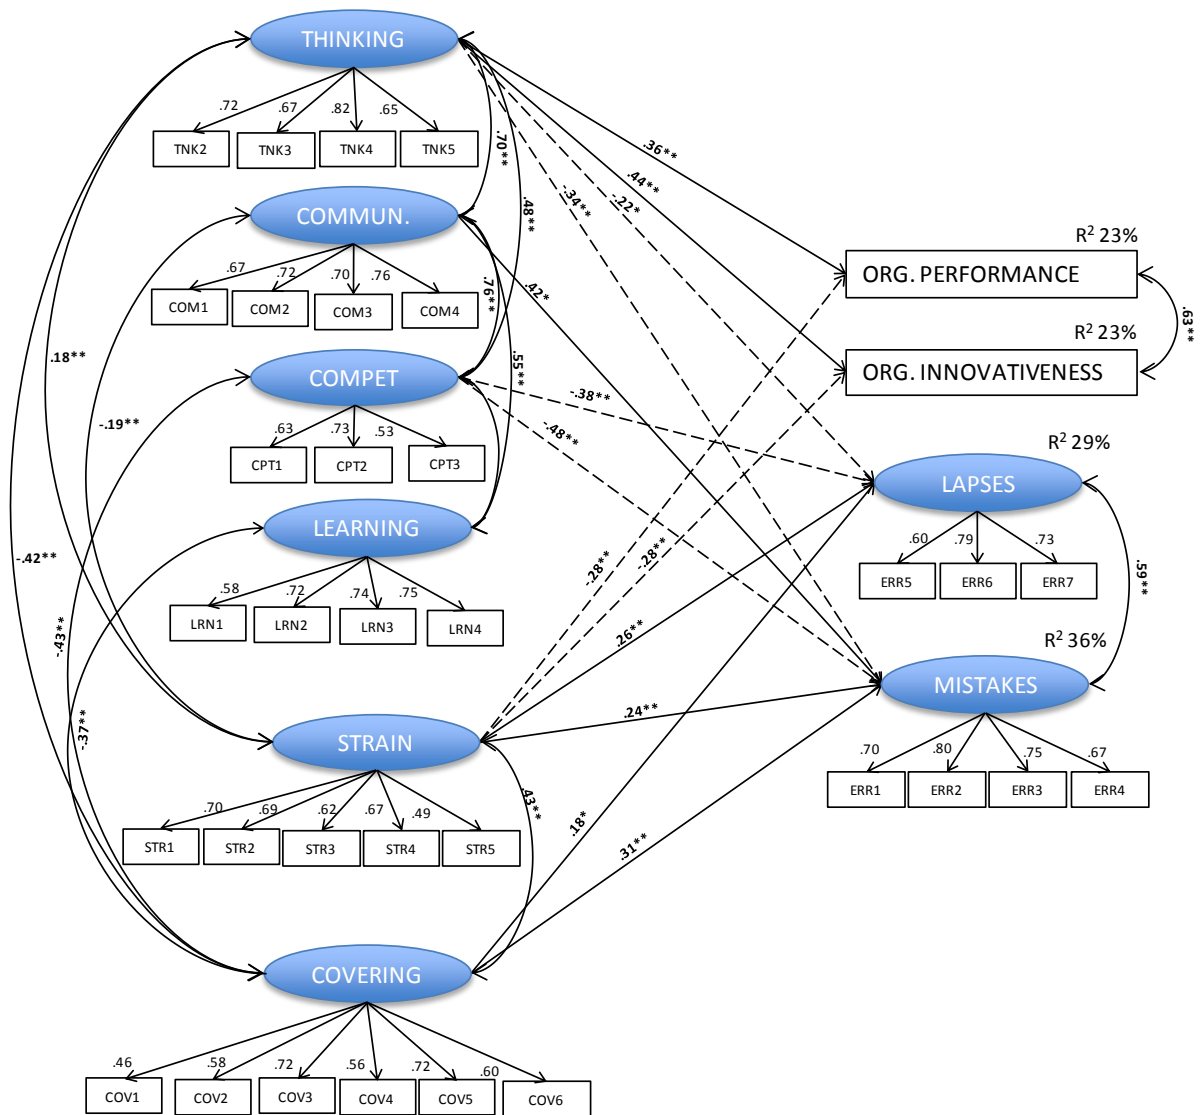 THINKING
.72
.67
.82
.65
TNK2
TNK3
TNK4
TNK5
.70**
.48**
.36**
.44**
-.22*
-.34**
COMMUN.
.67
.72
.70
.76
COM1
COM2
COM3
COM4
.76**
.42*
R² 23%
ORG. PERFORMANCE
.63**
R² 23%
ORG. INNOVATIVENESS
.18**
-.19**
COMPET
.55**
-.38**
-.48**
.63
.73
.53
CPT1
CPT2
CPT3
R² 29%
LAPSES
.60
.79
.73
ERR5
ERR6
ERR7
.59**
LEARNING
.58
.72
.74
.75
LRN1
LRN2
LRN3
LRN4
-.42**
-.43**
-.37**
-.28**
-.28**
.26**
R² 36%
MISTAKES
.70
.80
.75
.67
ERR1
ERR2
ERR3
ERR4
STRAIN
.24**
.70
.69
.62
.67
.49
STR1
STR2
STR3
STR4
STR5
.43**
.18*
.31**
COVERING
.46
.58
.72
.56
.72
.60
COV1
COV2
COV3
COV4
COV5
COV6